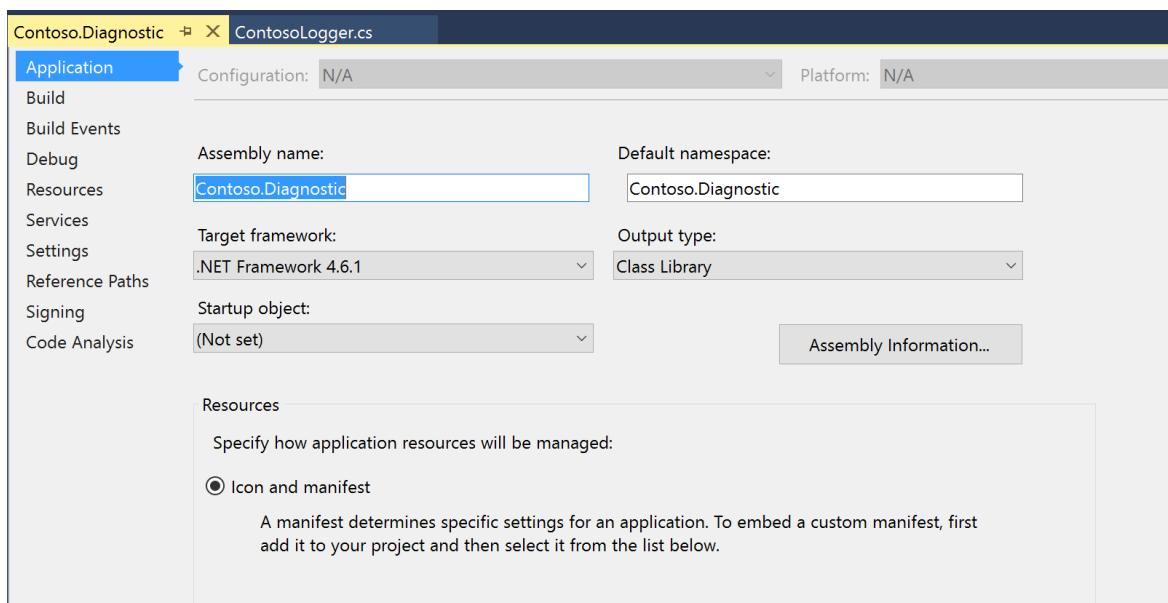 Contoso.Diagnostic ContosoLogger.cs
Application
Build
Build Events
Debug
Resources
Services
Settings
Reference Paths
Signing
Code Analysis
Configuration: N/A Platform: N/A
Assembly name: Default namespace:
Contoso.Diagnostic Contoso.Diagnostic
Target framework: Output type:
.NET Framework 4.6.1 Class Library
Startup object:
(Not set) Assembly Information...
Resources
Specify how application resources will be managed:
Icon and manifest
A manifest determines specific settings for an application. To embed a custom manifest, first
add it to your project and then select it from the list below.